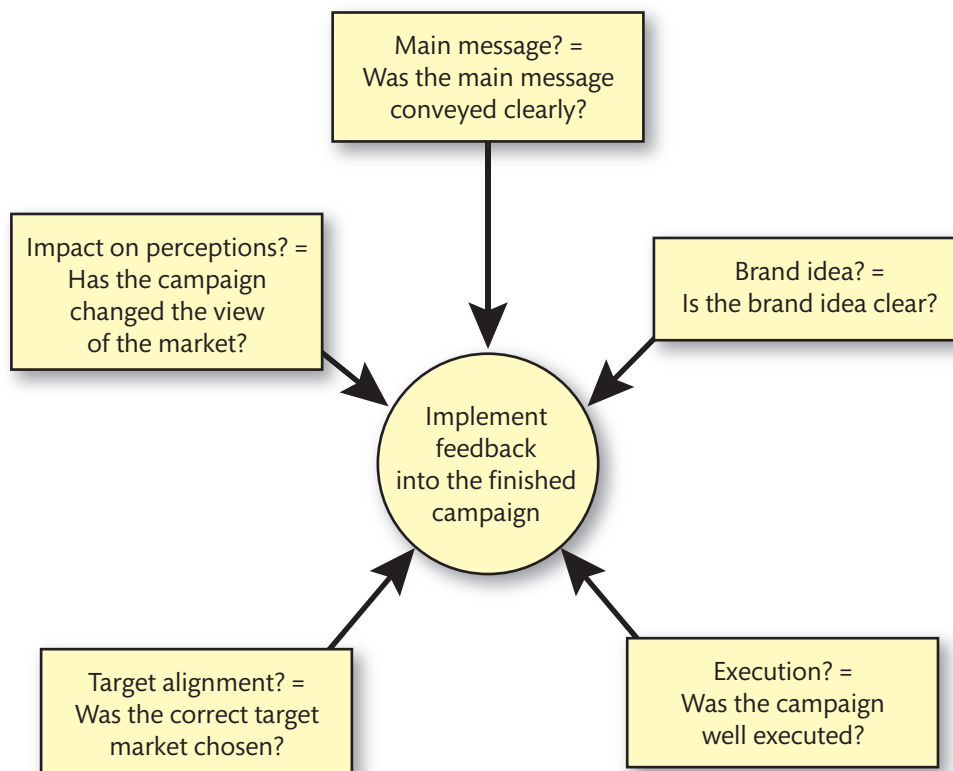 Main message? =
Was the main message
conveyed clearly?
Impact on perceptions? =
Has the campaign
changed the view
of the market?
Brand idea? =
Is the brand idea clear?
Implement
feedback
into the finished
campaign
Target alignment? =
Was the correct target
market chosen?
Execution? =
Was the campaign
well executed?